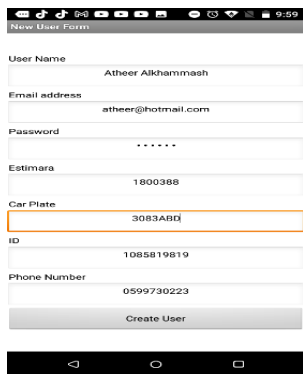 9:59
New User Form
User Name
Atheer Alkhammash
Email address
atheer@hotmail.com
Password
••••••
Estimara
1800388
Car Plate
3083ABD
ID
1085819819
Phone Number
0599730223
Create User